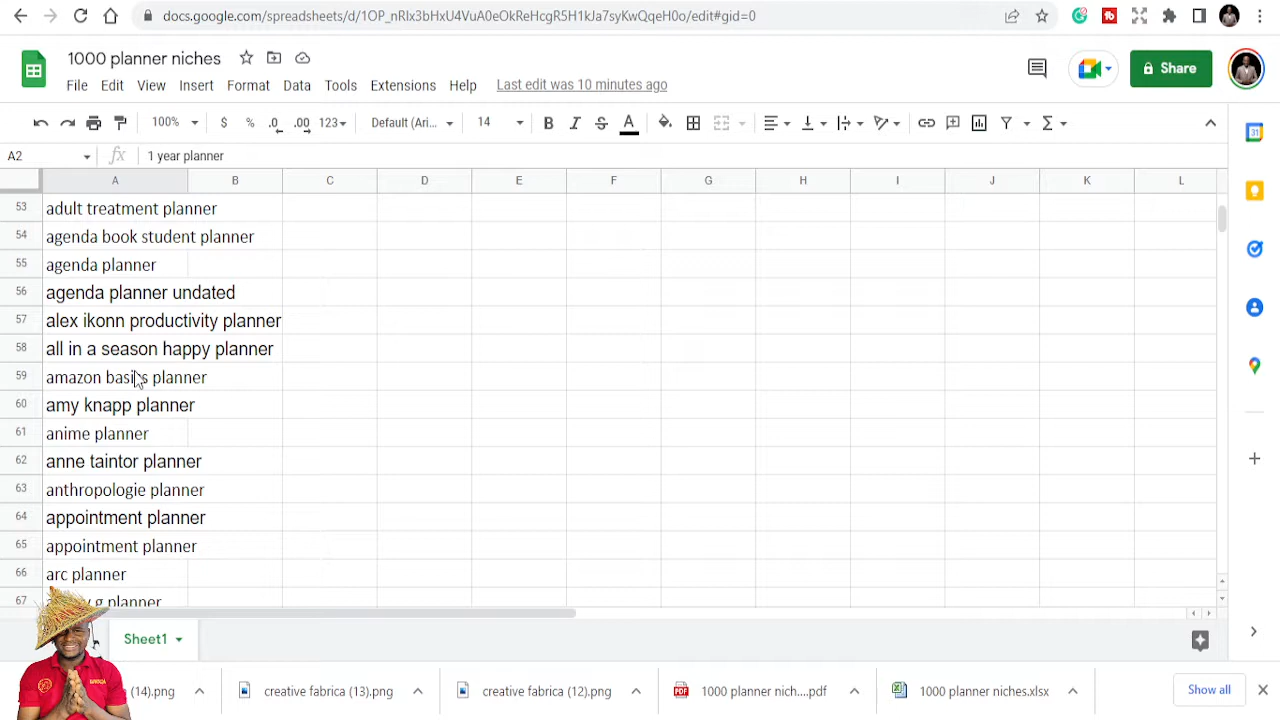 docs.google.com/spreadsheets/d/1OP_nRIx3bHxU4VuA0eOkReHcgR5H1kJa7syKwQqeH0o/edit#gid=0
1000 planner niches
File Edit View Insert Format Data Tools Extensions Help Last edit was 10 minutes ago
Share
100% $ % .0 .00 123 Default (Ari... 14 B I S A
A2 fx 1 year planner
A B C D E F G H I J K L
53 adult treatment planner
54 agenda book student planner
55 agenda planner
56 agenda planner undated
57 alex ikonn productivity planner
58 all in a season happy planner
59 amazon basics planner
60 amy knapp planner
61 anime planner
62 anne taintor planner
63 anthropologie planner
64 appointment planner
65 appointment planner
66 arc planner
67 g planner
Sheet1
(14).png creative fabrica (13).png creative fabrica (12).png 1000 planner nich....pdf 1000 planner niches.xlsx Show all